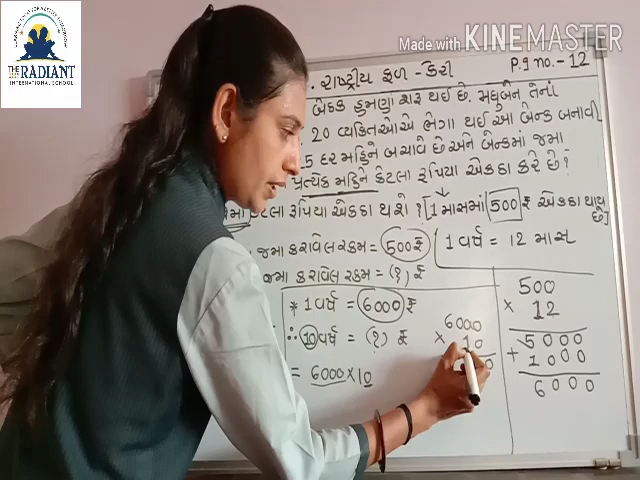 THE RADIANT
INTERNATIONAL SCHOOL
Made with KINEMASTER
P.g no.-12
રાષ્ટ્રીય ફળ - કેરી
બેન્ક હમણા શરૂ થઈ છે. મધુબેન તેનાં
20 વ્યકિતઓએ ભેગા થઈ આ બેન્ક બનાવી
દર મહિને બચાવે છે અને બેન્કમાં જમા
પ્રત્યેક મહિને કેટલા રૂપિયા એકઠા કરે છે?
કેટલા રૂપિયા એકઠા થશે? [1 માસમાં 500 ₹ એકઠા થાય છે]
જમા કરાવેલ રકમ = 500 ₹
1 વર્ષ = 12 માસ
જમા કરાવેલ રકમ = (?) ₹
* 1 વર્ષ = 6000 ₹
∴ 10 વર્ષ = (?) ₹
= 6000 × 10
6000
× 10
500
× 12
5000
+ 1000
6000